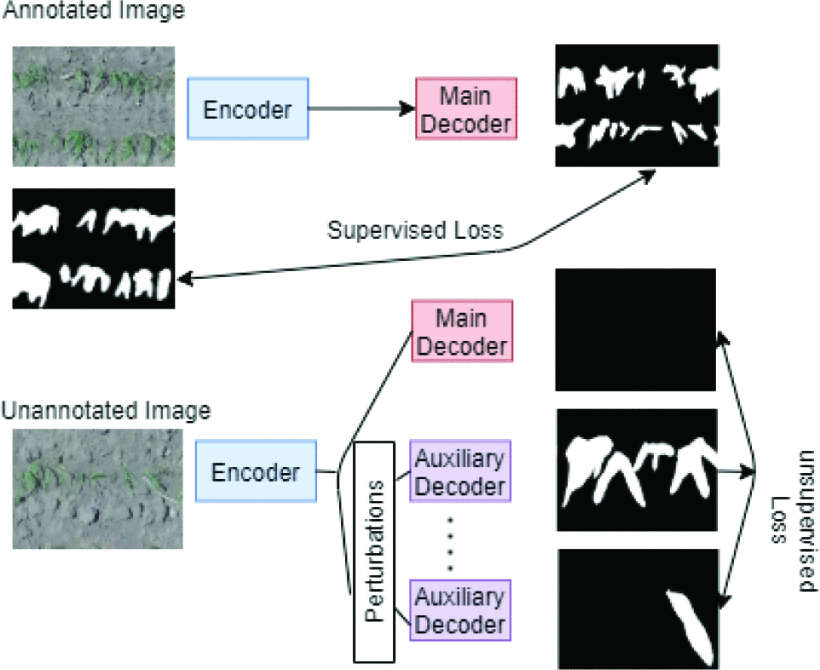 Annotated Image
Encoder
Main
Decoder
Supervised Loss
Main
Decoder
Unannotated Image
Encoder
Perturbations
Auxiliary
Decoder
Auxiliary
Decoder
unsupervised
Loss